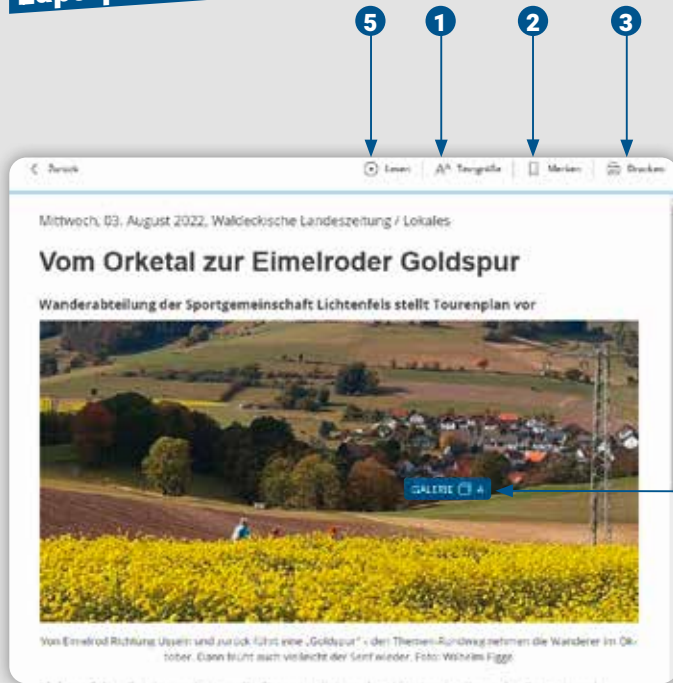 5 1 2 3
Zurück
Lesen
AA Textgröße
Merken
Drucken
Mittwoch, 03. August 2022, Waldeckische Landeszeitung / Lokales
Vom Orketal zur Eimelroder Goldspur
Wanderabteilung der Sportgemeinschaft Lichtenfels stellt Tourenplan vor
GALERIE 4
Von Eimelrod Richtung Usseln und zurück führt eine „Goldspur“ - den Themen-Rundweg nehmen die Wanderer im Ok-
tober. Dann blüht auch vielleicht der Senf wieder. Foto: Wilhelm Figge